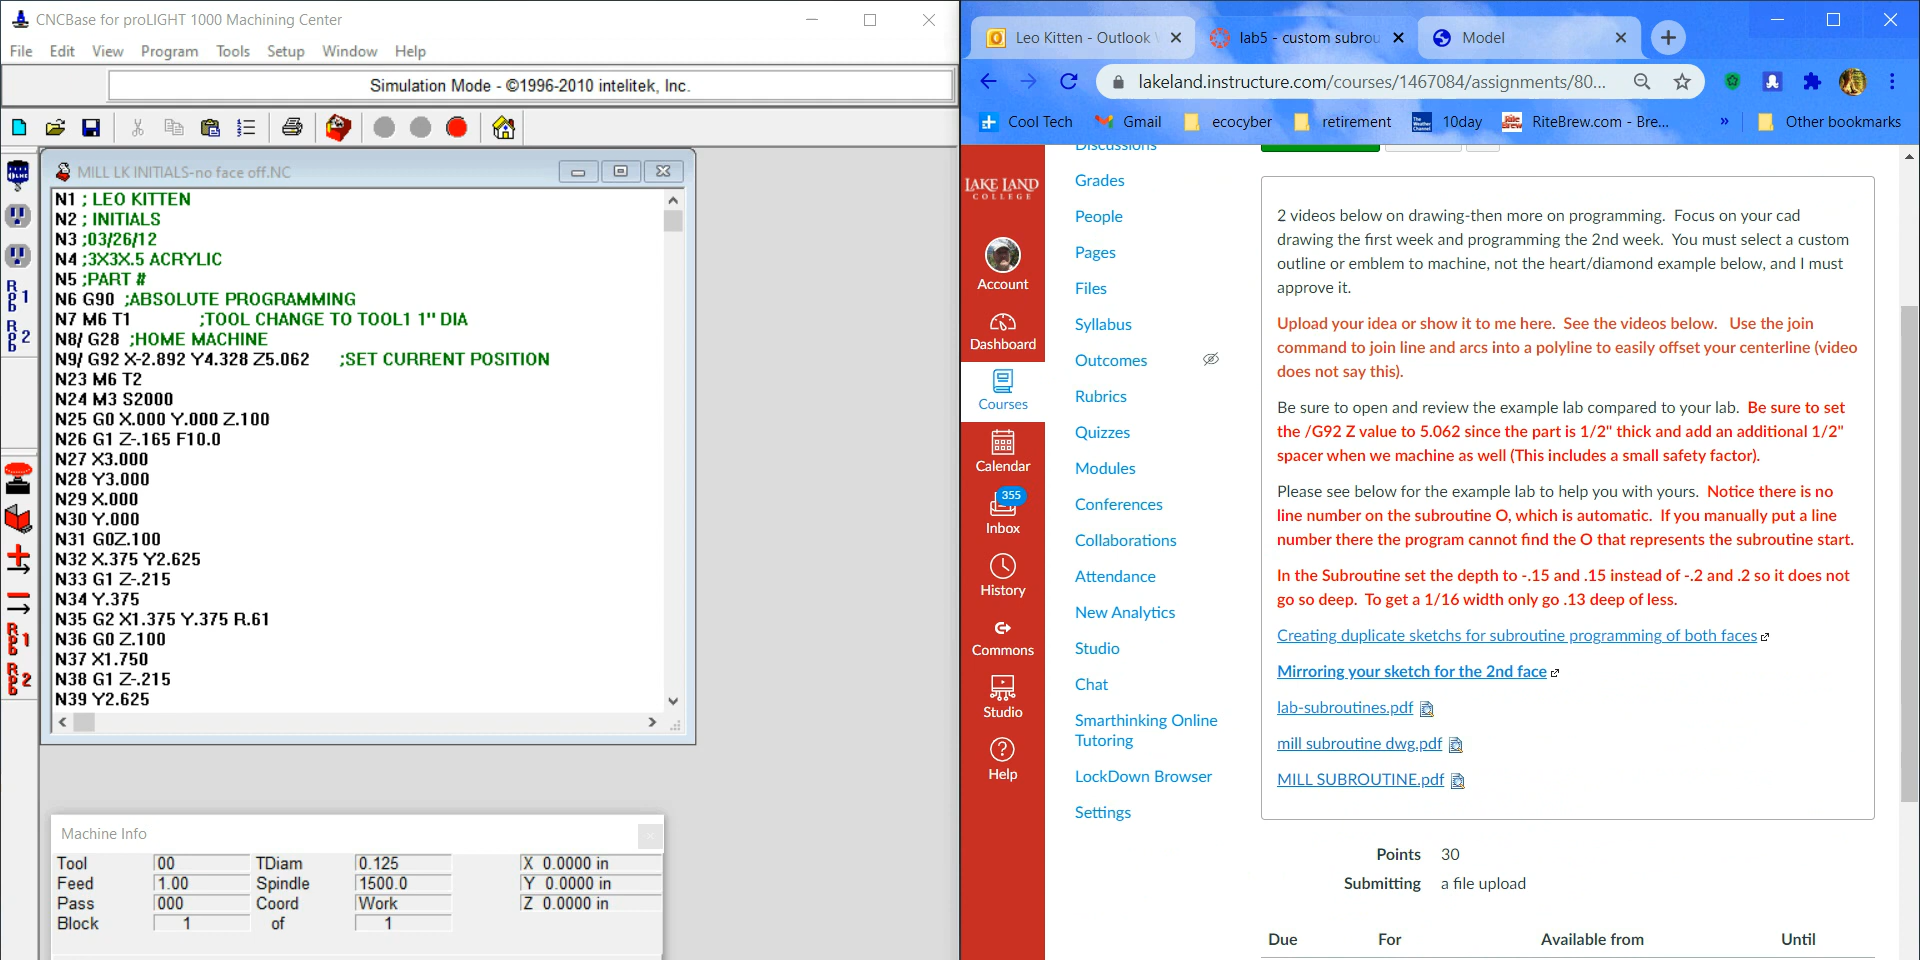 CNCBase for proLIGHT 1000 Machining Center
File Edit View Program Tools Setup Window Help
Simulation Mode - ©1996-2010 intelitek, Inc.
MILL LK INITIALS-no face off.NC
N1 ; LEO KITTEN
N2 ; INITIALS
N3 ;03/26/12
N4 ;3X3X.5 ACRYLIC
N5 ;PART #
N6 G90 ;ABSOLUTE PROGRAMMING
N7 M6 T1 ;TOOL CHANGE TO TOOL1 1" DIA
N8/ G28 ;HOME MACHINE
N9/ G92 X-2.892 Y4.328 Z5.062 ;SET CURRENT POSITION
N23 M6 T2
N24 M3 S2000
N25 G0 X.000 Y.000 Z.100
N26 G1 Z-.165 F10.0
N27 X3.000
N28 Y3.000
N29 X.000
N30 Y.000
N31 G0Z.100
N32 X.375 Y2.625
N33 G1 Z-.215
N34 Y.375
N35 G2 X1.375 Y.375 R.61
N36 G0 Z.100
N37 X1.750
N38 G1 Z-.215
N39 Y2.625
Machine Info
Tool 00 TDiam 0.125 X 0.0000 in
Feed 1.00 Spindle 1500.0 Y 0.0000 in
Pass 000 Coord Work Z 0.0000 in
Block 1 of 1
Leo Kitten - Outlook
lab5 - custom subrou
Model
lakeland.instructure.com/courses/1467084/assignments/80...
Cool Tech Gmail ecocyber retirement 10day RiteBrew.com - Bre... » Other bookmarks
LAKE LAND
COLLEGE
Account
Dashboard
Courses
Calendar
355
Inbox
History
Commons
Studio
Help
Discussions
Grades
People
Pages
Files
Syllabus
Outcomes
Rubrics
Quizzes
Modules
Conferences
Collaborations
Attendance
New Analytics
Studio
Chat
Smarthinking Online
Tutoring
LockDown Browser
Settings
2 videos below on drawing-then more on programming. Focus on your cad
drawing the first week and programming the 2nd week. You must select a custom
outline or emblem to machine, not the heart/diamond example below, and I must
approve it.
Upload your idea or show it to me here. See the videos below. Use the join
command to join line and arcs into a polyline to easily offset your centerline (video
does not say this).
Be sure to open and review the example lab compared to your lab. Be sure to set
the /G92 Z value to 5.062 since the part is 1/2" thick and add an additional 1/2"
spacer when we machine as well (This includes a small safety factor).
Please see below for the example lab to help you with yours. Notice there is no
line number on the subroutine O, which is automatic. If you manually put a line
number there the program cannot find the O that represents the subroutine start.
In the Subroutine set the depth to -.15 and .15 instead of -.2 and .2 so it does not
go so deep. To get a 1/16 width only go .13 deep of less.
Creating duplicate sketchs for subroutine programming of both faces
Mirroring your sketch for the 2nd face
lab-subroutines.pdf
mill subroutine dwg.pdf
MILL SUBROUTINE.pdf
Points 30
Submitting a file upload
Due For Available from Until